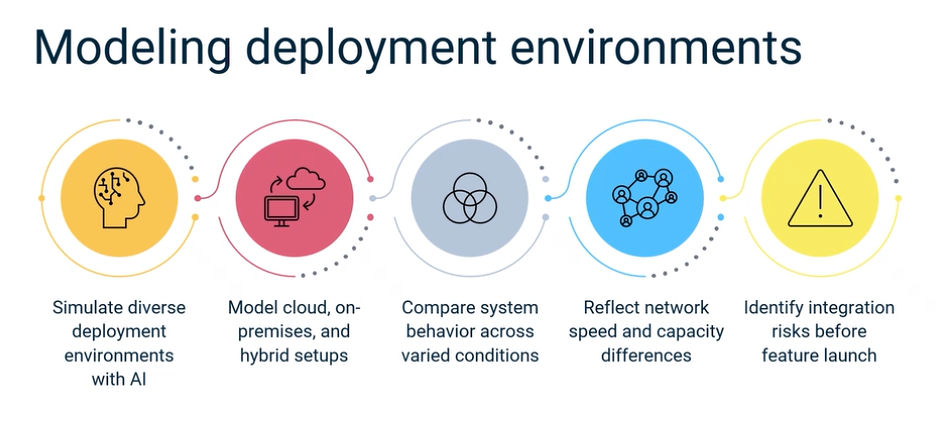 Modeling deployment environments
Simulate diverse
deployment
environments
with AI
Model cloud, on-
premises, and
hybrid setups
Compare system
behavior across
varied conditions
Reflect network
speed and capacity
differences
Identify integration
risks before
feature launch